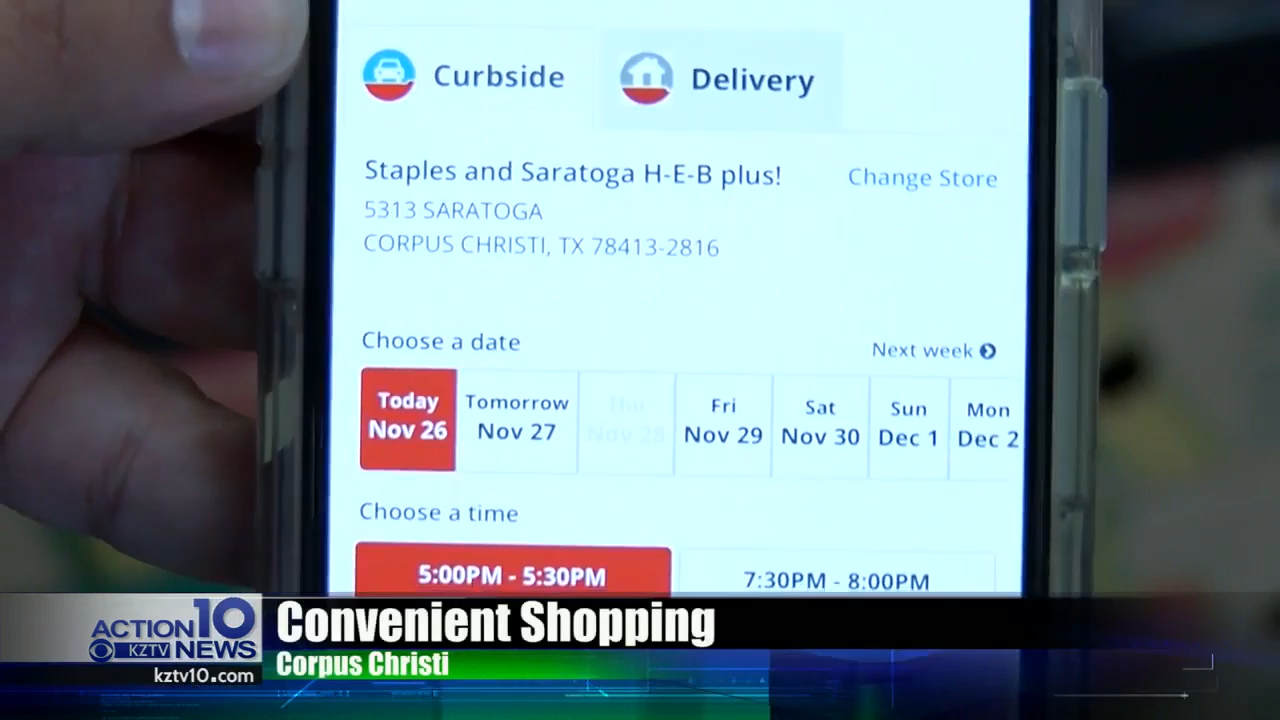 Curbside
Delivery
Staples and Saratoga H-E-B plus!
Change Store
5313 SARATOGA
CORPUS CHRISTI, TX 78413-2816
Choose a date
Next week
Today
Nov 26
Tomorrow
Nov 27
Thu
Nov 28
Fri
Nov 29
Sat
Nov 30
Sun
Dec 1
Mon
Dec 2
Choose a time
5:00PM - 5:30PM
7:30PM - 8:00PM
ACTION 10
KZTV NEWS
kztv10.com
Convenient Shopping
Corpus Christi